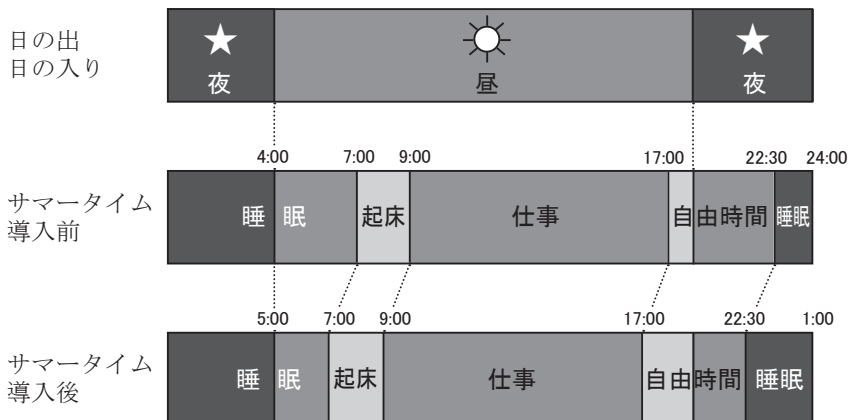 日の出
日の入り
夜
昼
夜
4:00 7:00 9:00 17:00 22:30 24:00
サマータイム
導入前
睡眠 起床 仕事 自由時間 睡眠
5:00 7:00 9:00 17:00 22:30 1:00
サマータイム
導入後
睡眠 起床 仕事 自由時間 睡眠